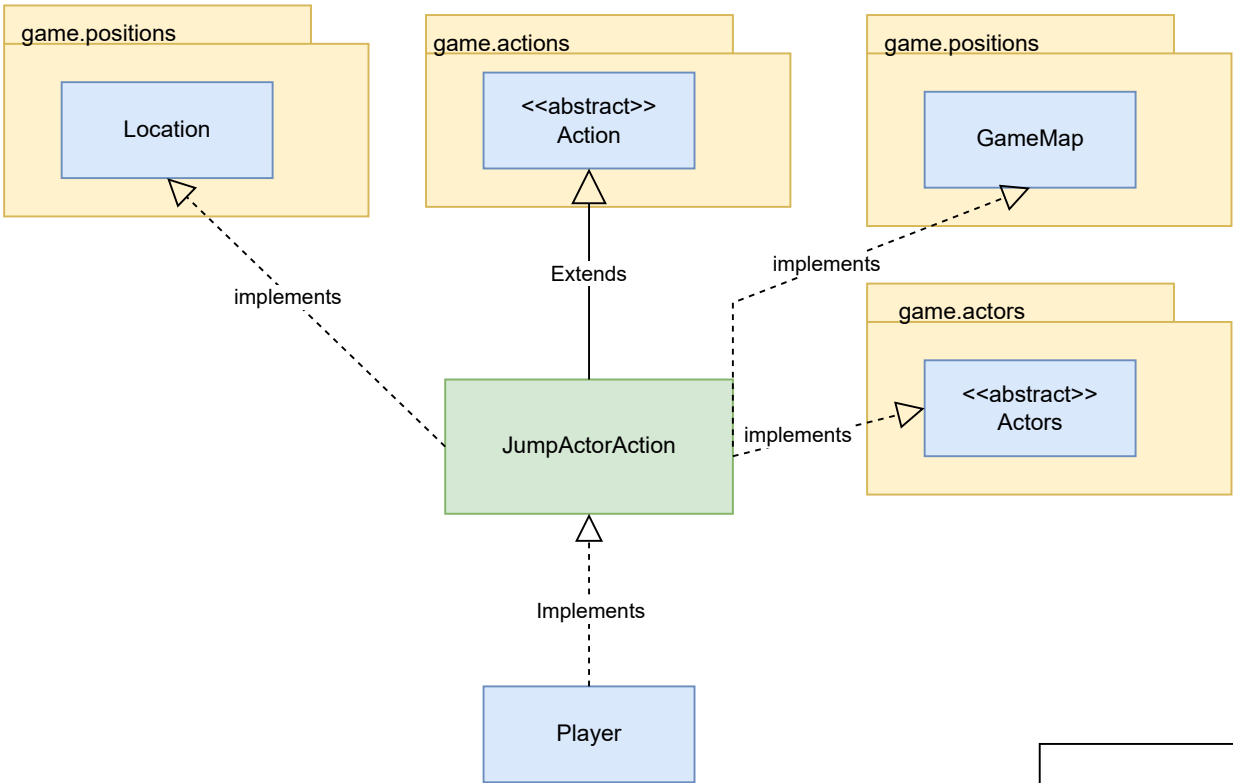 game.positions
Location
game.actions
<<abstract>>
Action
game.positions
GameMap
implements
Extends
implements
game.actors
<<abstract>>
Actors
JumpActorAction
implements
Implements
Player